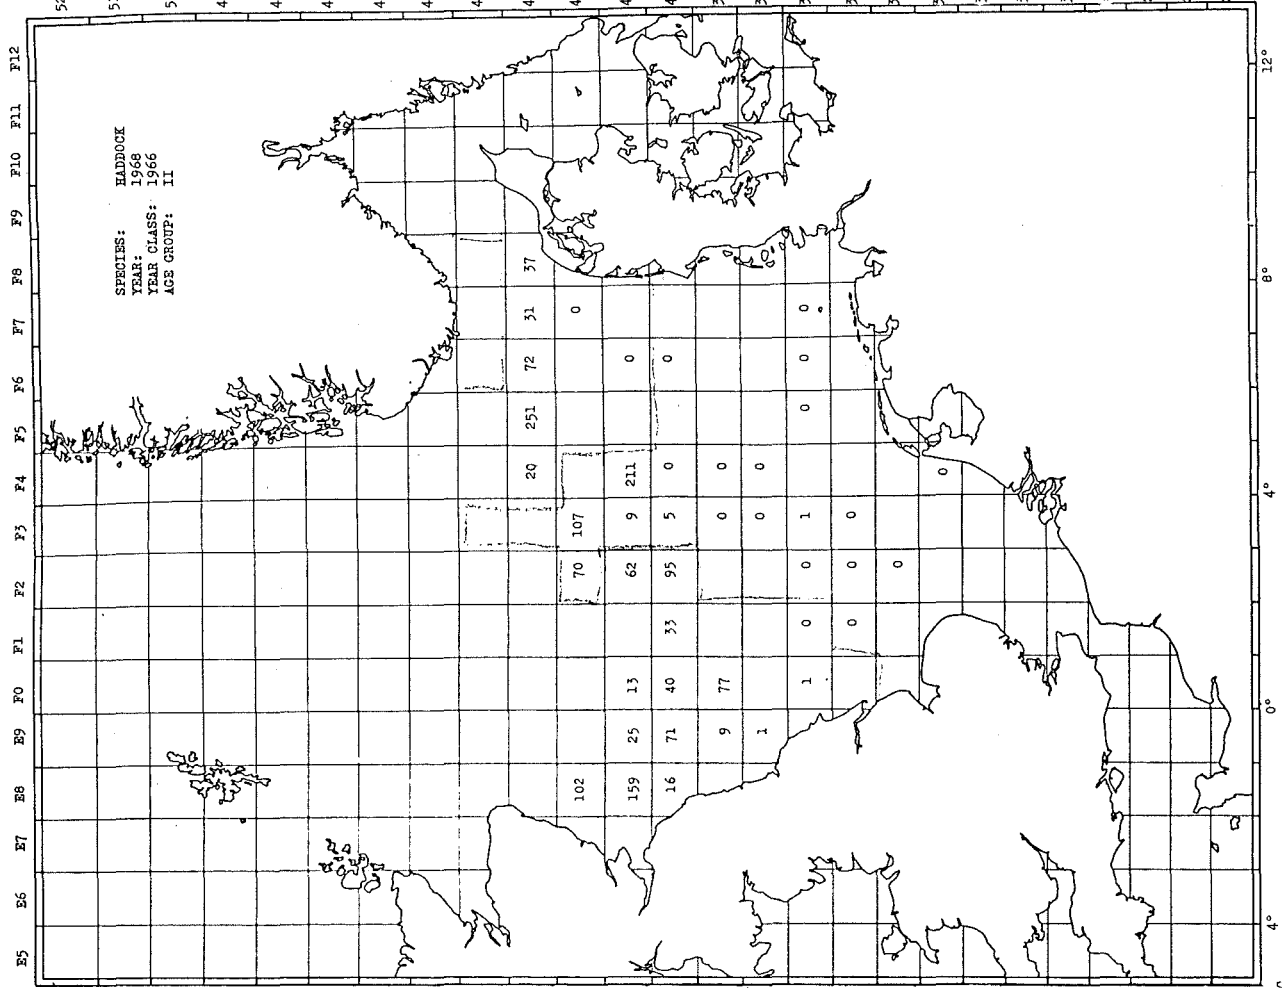 E5 E6 E7 E8 E9 F0 F1 F2 F3 F4 F5 F6 F7 F8 F9 F10 F11 F12
SPECIES: HADDOCK
YEAR: 1968
YEAR CLASS: 1966
AGE GROUP: II
20 251 72 31 37
102 70 107 0
159 25 13 62 9 211 0
16 71 40 33 95 5 0 0
9 77 0 0
1 0 0
1 0 0 1 0 0 0
0 0 0
0
0
4° 0° 4° 8° 12°